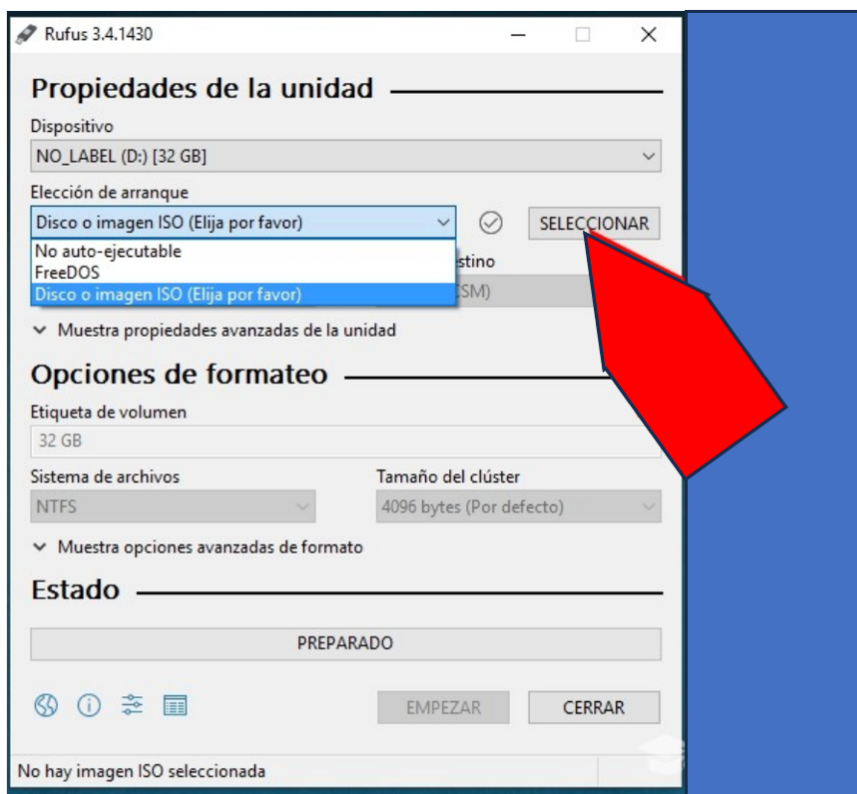 Rufus 3.4.1430
Propiedades de la unidad
Dispositivo
NO_LABEL (D:) [32 GB]
Elección de arranque
Disco o imagen ISO (Elija por favor)
SELECCIONAR
No auto-ejecutable
FreeDOS
Disco o imagen ISO (Elija por favor)
Muestra propiedades avanzadas de la unidad
Opciones de formateo
Etiqueta de volumen
32 GB
Sistema de archivos Tamaño del clúster
NTFS 4096 bytes (Por defecto)
Muestra opciones avanzadas de formato
Estado
PREPARADO
EMPEZAR CERRAR
No hay imagen ISO seleccionada